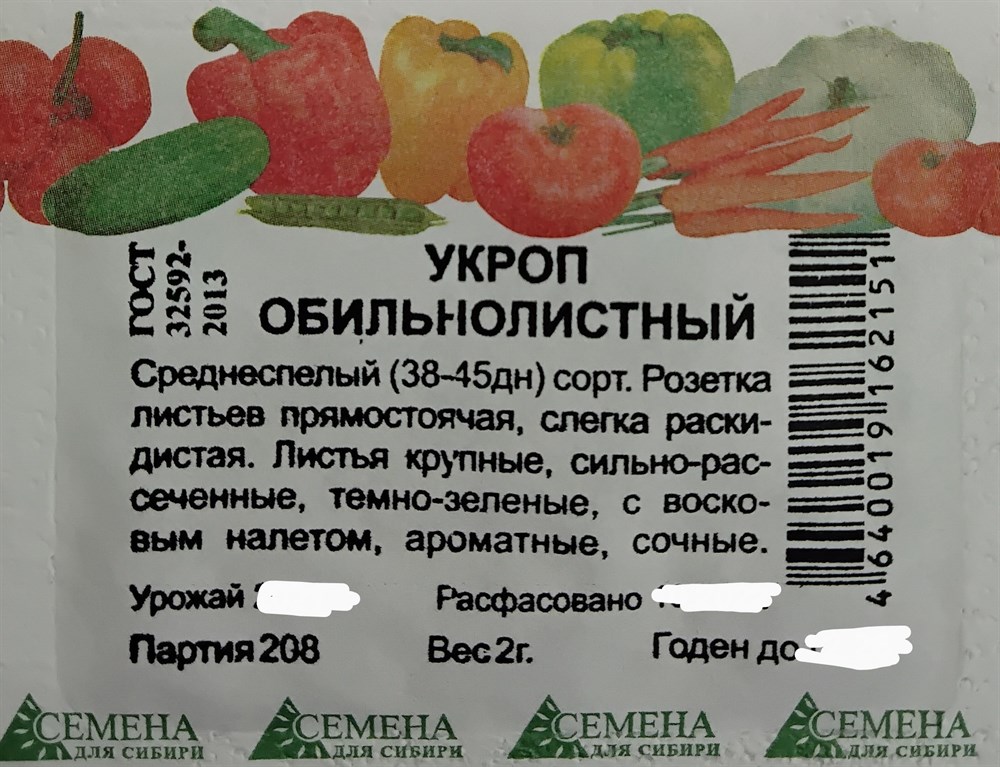 ГОСТ
32592-
2013
УКРОП
ОБИЛЬНОЛИСТНЫЙ
Среднеспелый (38-45дн) сорт. Розетка
листьев прямостоячая, слегка раски-
дистая. Листья крупные, сильно-рас-
сеченные, темно-зеленые, с воско-
вым налетом, ароматные, сочные.
Урожай
Расфасовано
Партия 208
Вес 2г.
Годен до
4640019162151
СЕМЕНА
ДЛЯ СИБИРИ
СЕМЕНА
ДЛЯ СИБИРИ
СЕМЕНА
ДЛЯ СИБИРИ
СЕМЕНА
ДЛЯ СИБИРИ